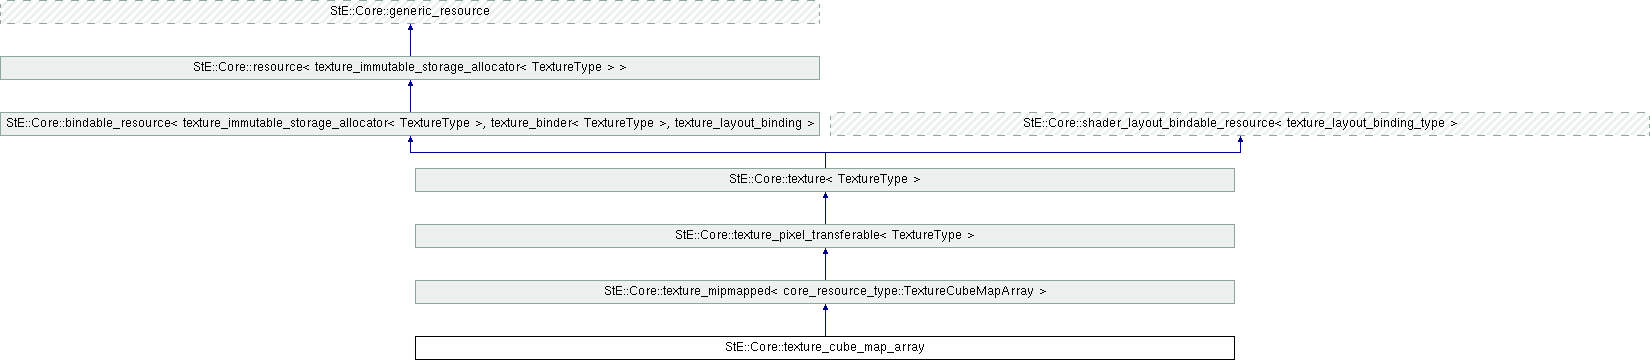 StE::Core::generic_resource
StE::Core::resource< texture_immutable_storage_allocator< TextureType > >
StE::Core::bindable_resource< texture_immutable_storage_allocator< TextureType >, texture_binder< TextureType >, texture_layout_binding >
StE::Core::shader_layout_bindable_resource< texture_layout_binding_type >
StE::Core::texture< TextureType >
StE::Core::texture_pixel_transferable< TextureType >
StE::Core::texture_mipmapped< core_resource_type::TextureCubeMapArray >
StE::Core::texture_cube_map_array